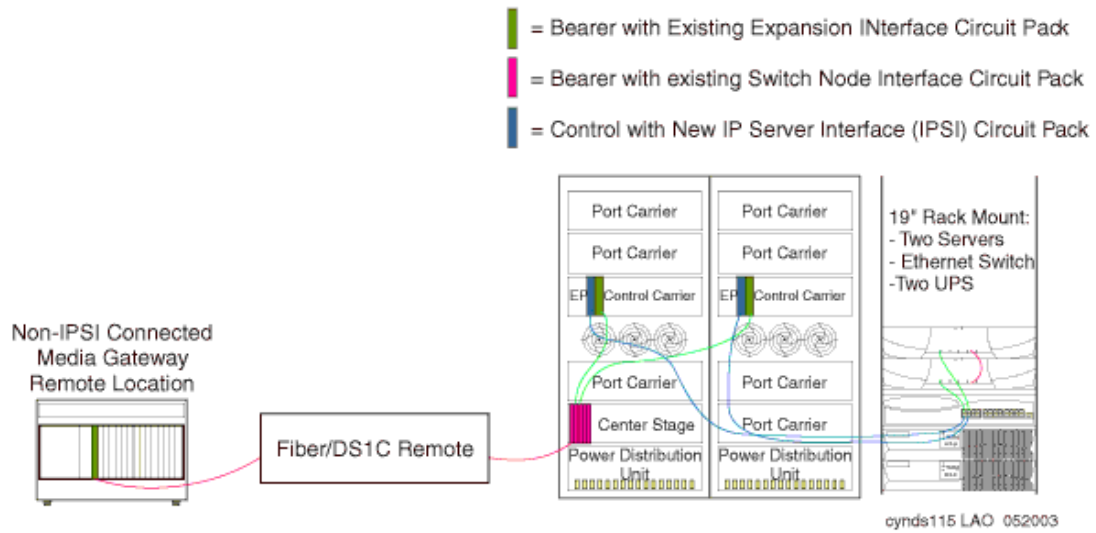 = Bearer with Existing Expansion INterface Circuit Pack
= Bearer with existing Switch Node Interface Circuit Pack
= Control with New IP Server Interface (IPSI) Circuit Pack
Non-IPSI Connected
Media Gateway
Remote Location
Fiber/DS1C Remote
Port Carrier
Port Carrier
EP Control Carrier
Port Carrier
Center Stage
Power Distribution
Unit
Port Carrier
Port Carrier
EP Control Carrier
Port Carrier
Port Carrier
Power Distribution
Unit
19" Rack Mount:
- Two Servers
- Ethernet Switch
-Two UPS
cynds115 LAO 052003